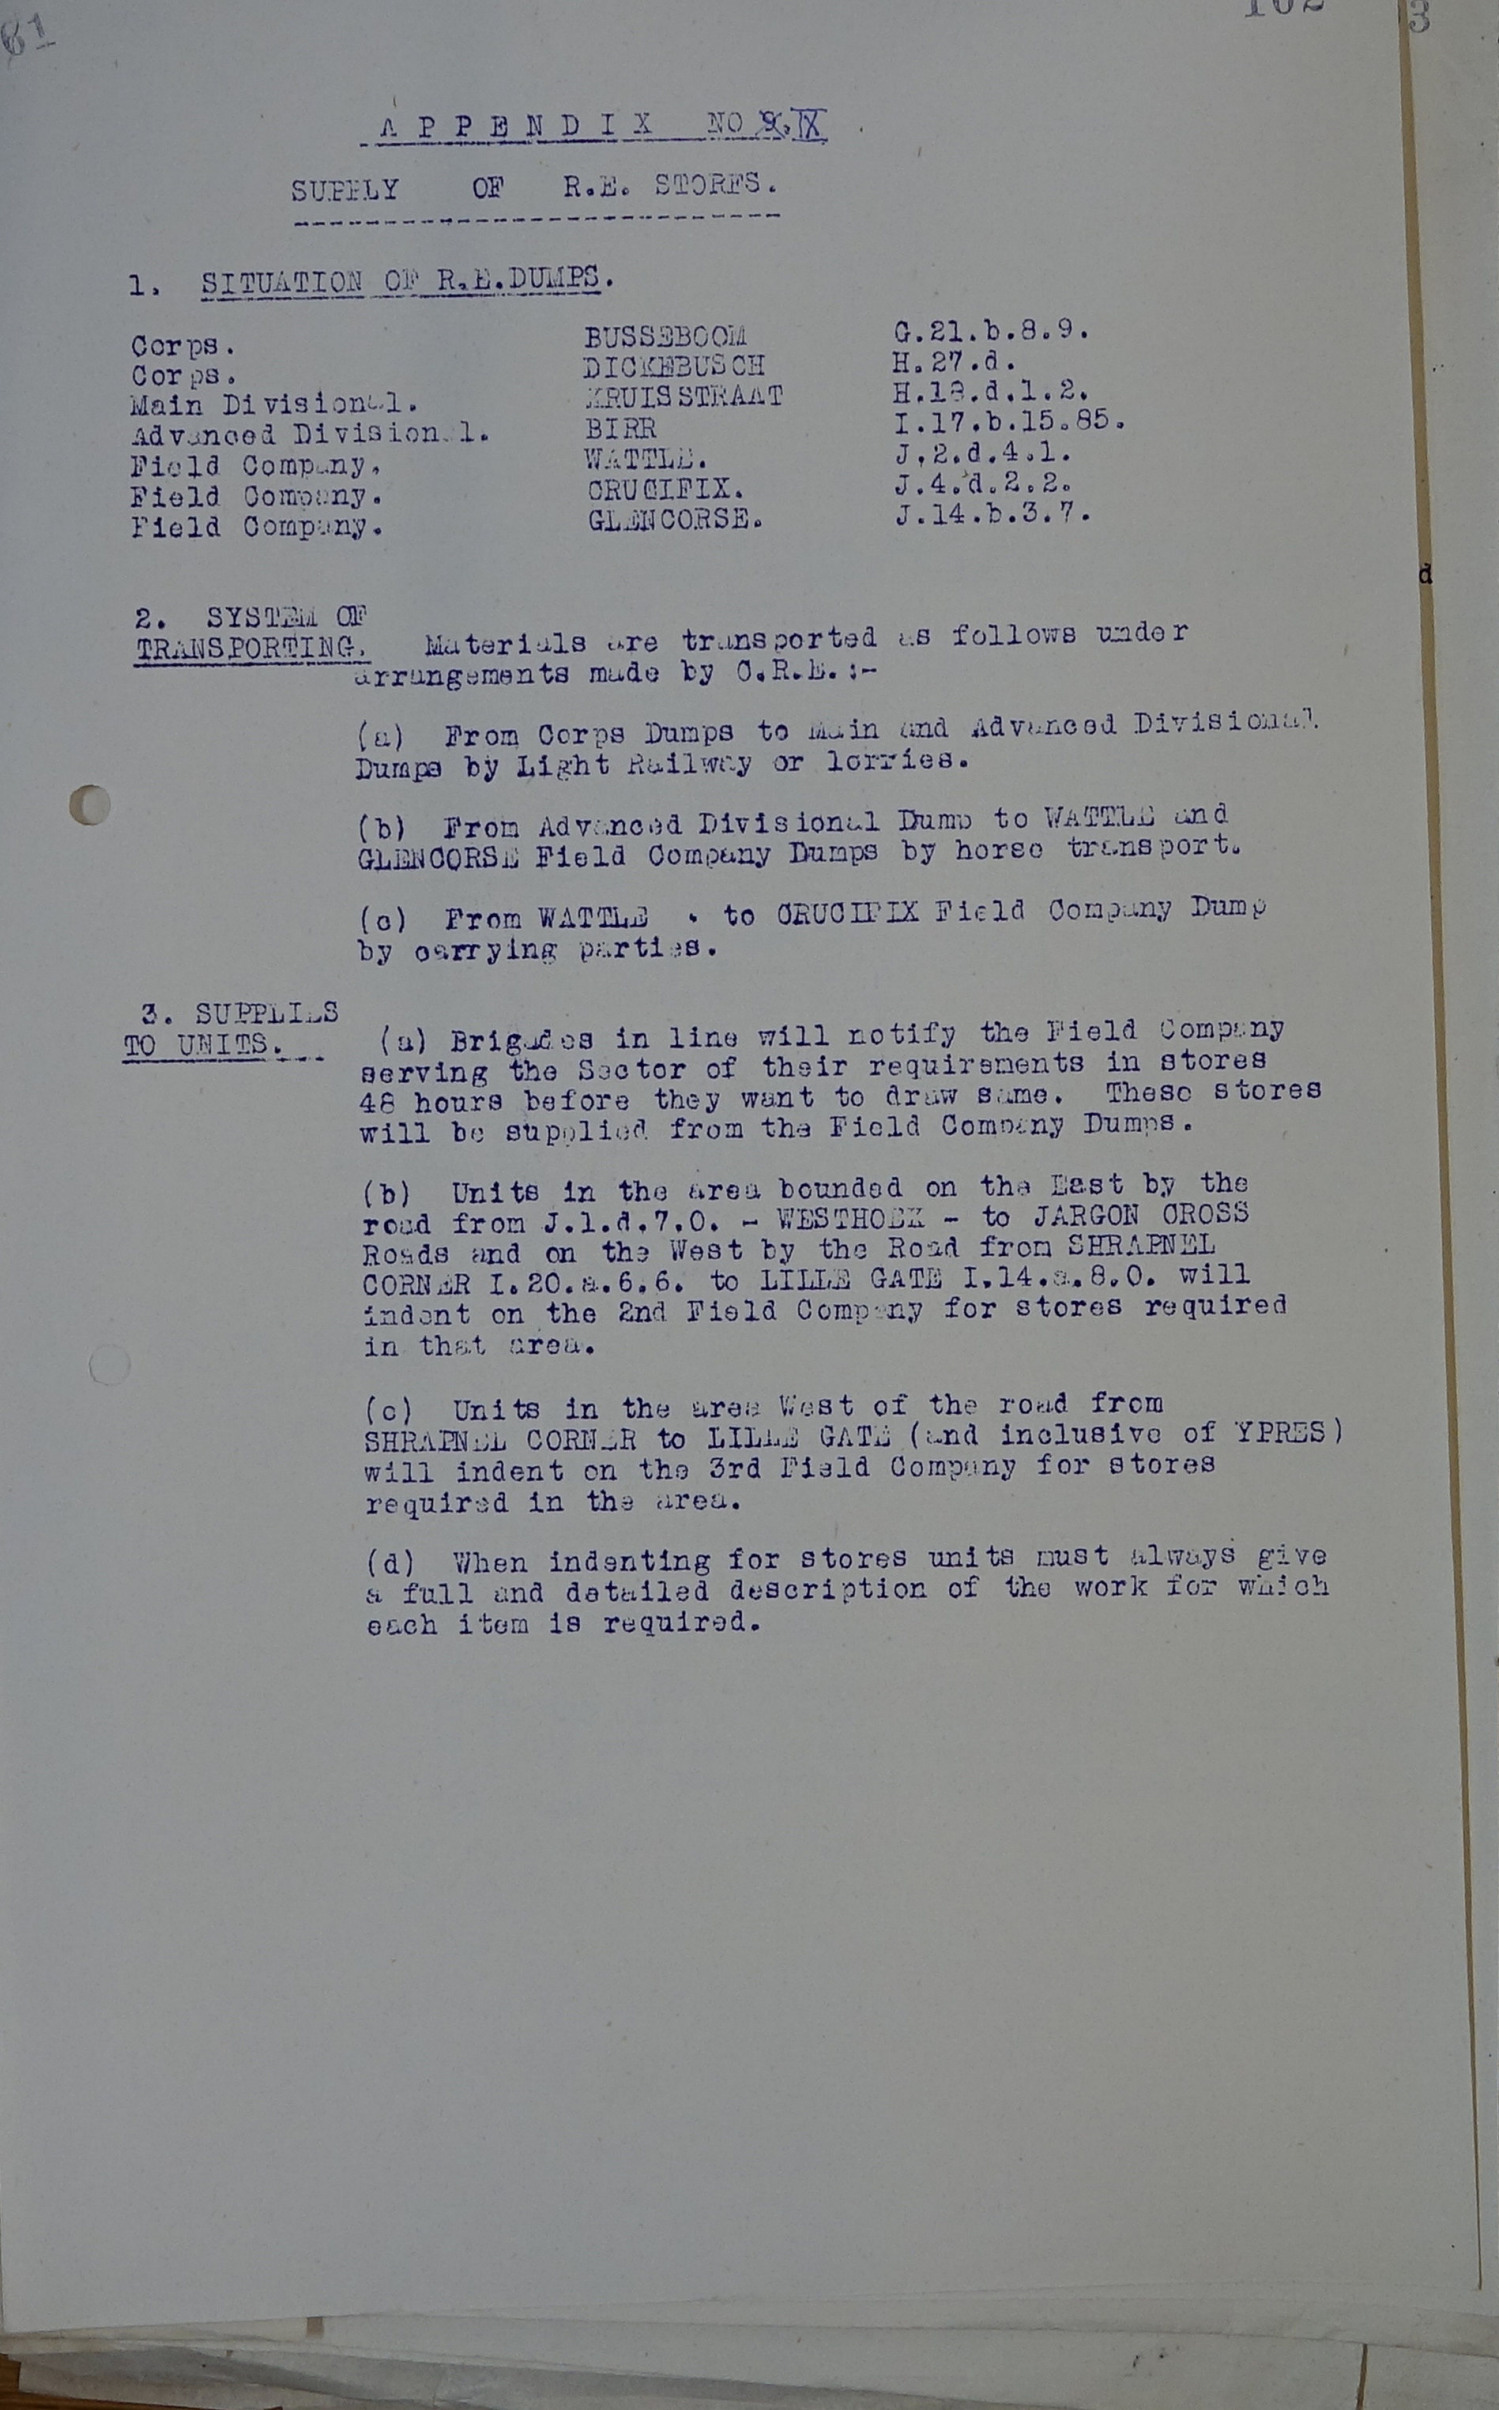 81
102
3
APPENDIX NO 9. IX
SUPPLY OF R.E. STORES.
1. SITUATION OF R.E.DUMPS.
Corps. BUSSEBOOM G.21.b.8.9.
Corps. DICKEBUSCH H.27.d.
Main Divisional. KRUISSTRAAT H.18.d.1.2.
Advanced Divisional. BIRR I.17.b.15.85.
Field Company. WATTLE. J.2.d.4.1.
Field Company. CRUCIFIX. J.4.d.2.2.
Field Company. GLENCORSE. J.14.b.3.7.
d
2. SYSTEM OF
TRANSPORTING. Materials are transported as follows under
arrangements made by C.R.E.:-
(a) From Corps Dumps to Main and Advanced Divisional
Dumps by Light Railway or lorries.
(b) From Advanced Divisional Dump to WATTLE and
GLENCORSE Field Company Dumps by horse transport.
(c) From WATTLE . to CRUCIFIX Field Company Dump
by carrying parties.
3. SUPPLIES
TO UNITS. (a) Brigades in line will notify the Field Company
serving the Sector of their requirements in stores
48 hours before they want to draw same. These stores
will be supplied from the Field Company Dumps.
(b) Units in the area bounded on the East by the
road from J.1.d.7.0. - WESTHOEK - to JARGON CROSS
Roads and on the West by the Road from SHRAPNEL
CORNER I.20.a.6.6. to LILLE GATE I.14.a.8.0. will
indent on the 2nd Field Company for stores required
in that area.
(c) Units in the area West of the road from
SHRAPNEL CORNER to LILLE GATE (and inclusive of YPRES)
will indent on the 3rd Field Company for stores
required in the area.
(d) When indenting for stores units must always give
a full and detailed description of the work for which
each item is required.